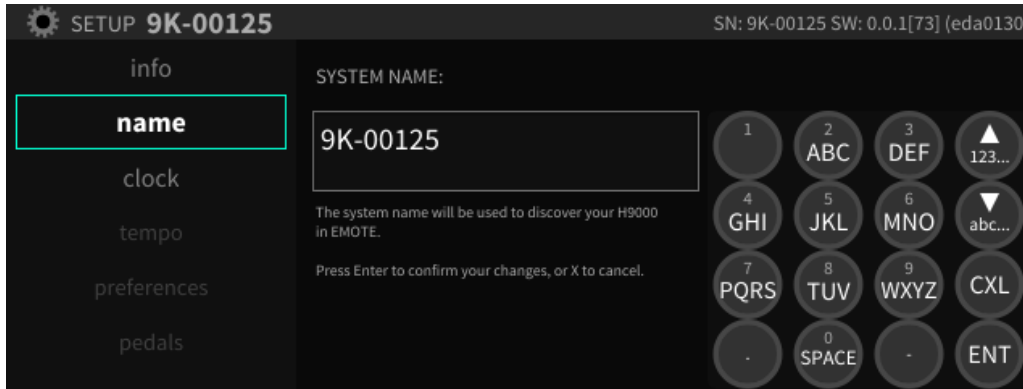 SETUP 9K-00125
SN: 9K-00125 SW: 0.0.1[73] (eda0130
info
name
clock
tempo
preferences
pedals
SYSTEM NAME:
9K-00125
The system name will be used to discover your H9000
in EMOTE.
Press Enter to confirm your changes, or X to cancel.
1
2
ABC
3
DEF
123...
4
GHI
5
JKL
6
MNO
abc...
7
PQRS
8
TUV
9
WXYZ
CXL
.
0
SPACE
-
ENT